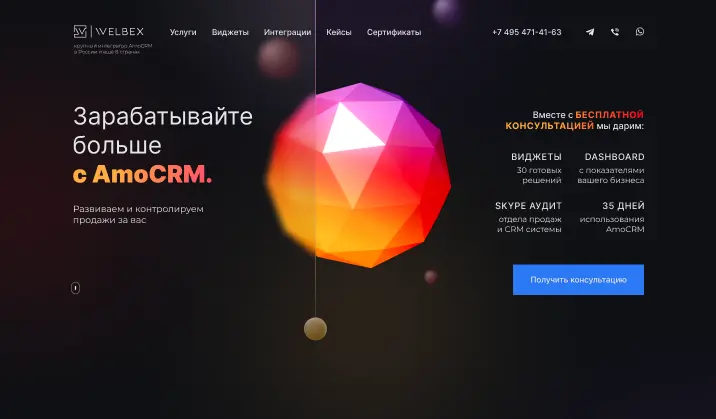 WELBEX
крупный интегратор AmoCRM
в России и ещё 6 странах
Услуги
Виджеты
Интеграции
Кейсы
Сертификаты
+7 495 471-41-63
Зарабатывайте
больше
с AmoCRM.
Развиваем и контролируем
продажи за вас
Вместе с БЕСПЛАТНОЙ
КОНСУЛЬТАЦИЕЙ мы дарим:
ВИДЖЕТЫ
30 готовых
решений
DASHBOARD
с показателями
вашего бизнеса
SKYPE АУДИТ
отдела продаж
и CRM системы
35 ДНЕЙ
использования
AmoCRM
Получить консультацию